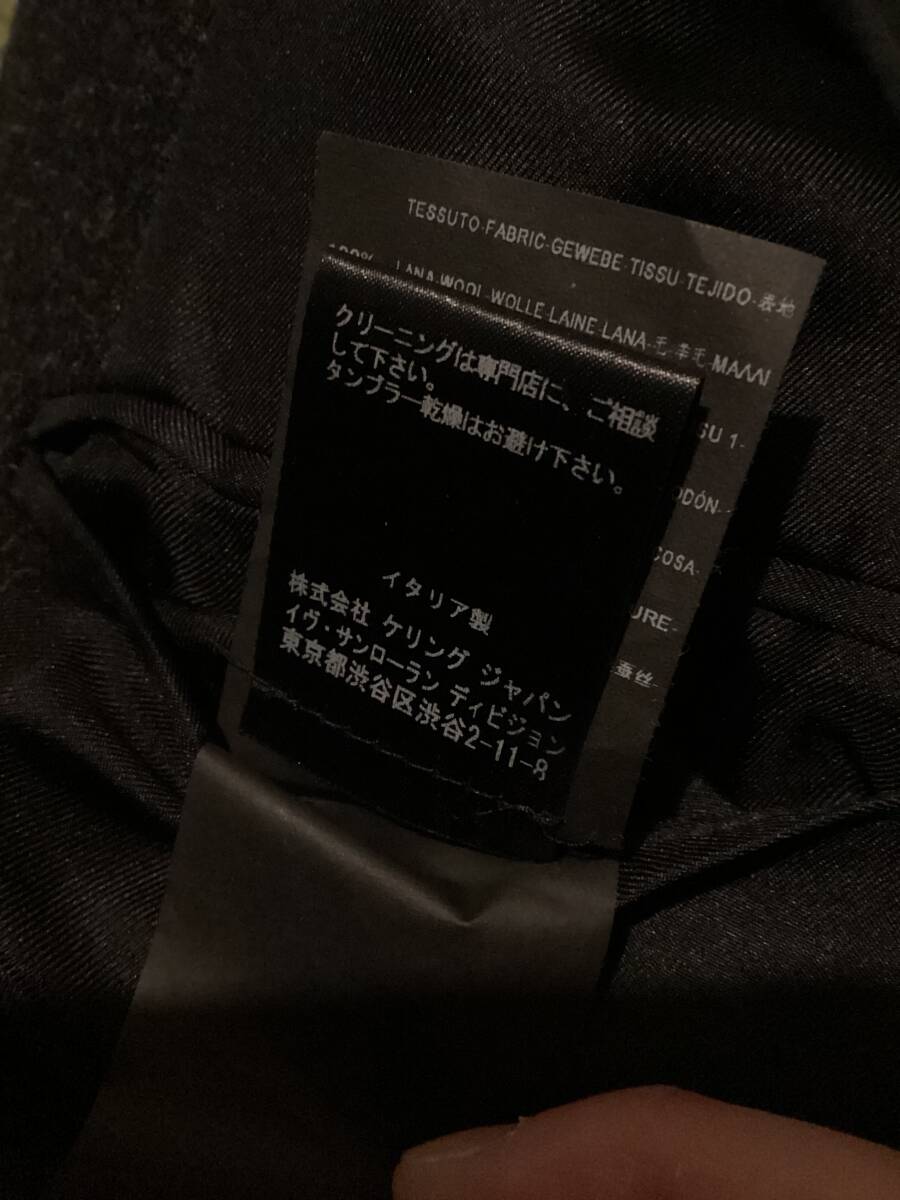 TESSUTO-FABRIC-GEWEBE-TISSU-TEJIDO-表地
100% LANA-WOOL-WOLLE-LAINE-LANA-毛
SU 1-
ODÓN-
COSA-
URE-
蚕丝-
クリーニングは専門店に、ご相談
して下さい。
タンブラー乾燥はお避け下さい。
イタリア製
株式会社 ケリング ジャパン
イヴ・サンローラン ディビジョン
東京都渋谷区渋谷2-11-8